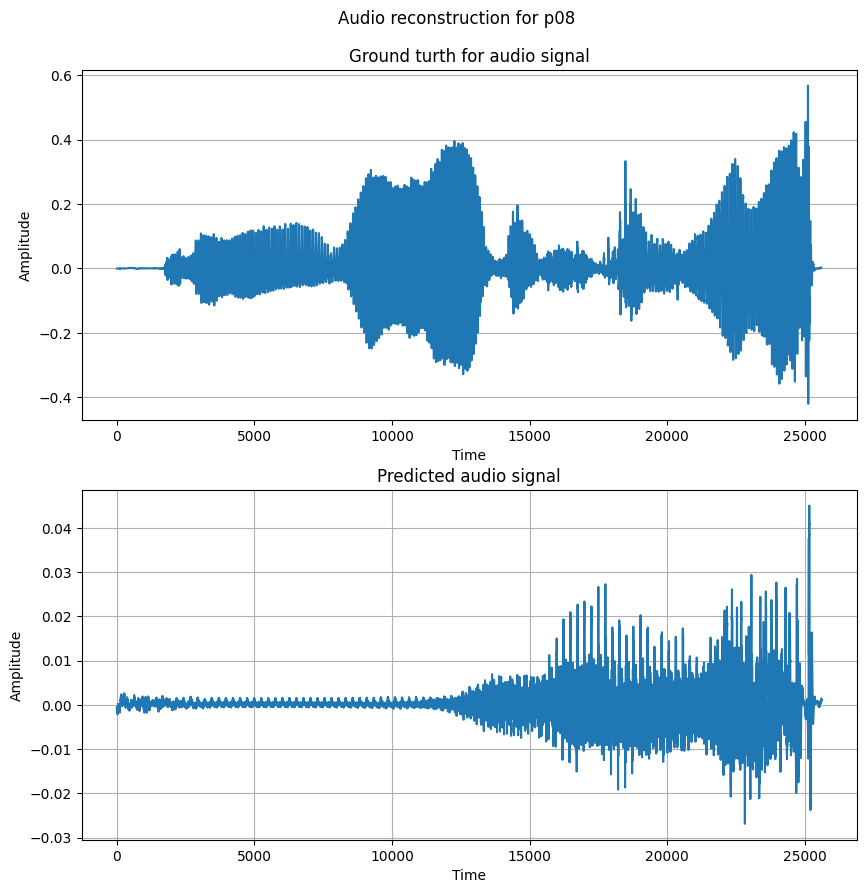 Audio reconstruction for p08
Ground turth for audio signal
0.6
0.4
0.2
0.0
−0.2
−0.4
Amplitude
0 5000 10000 15000 20000 25000
Time
Predicted audio signal
0.04
0.03
0.02
0.01
0.00
−0.01
−0.02
−0.03
Amplitude
0 5000 10000 15000 20000 25000
Time